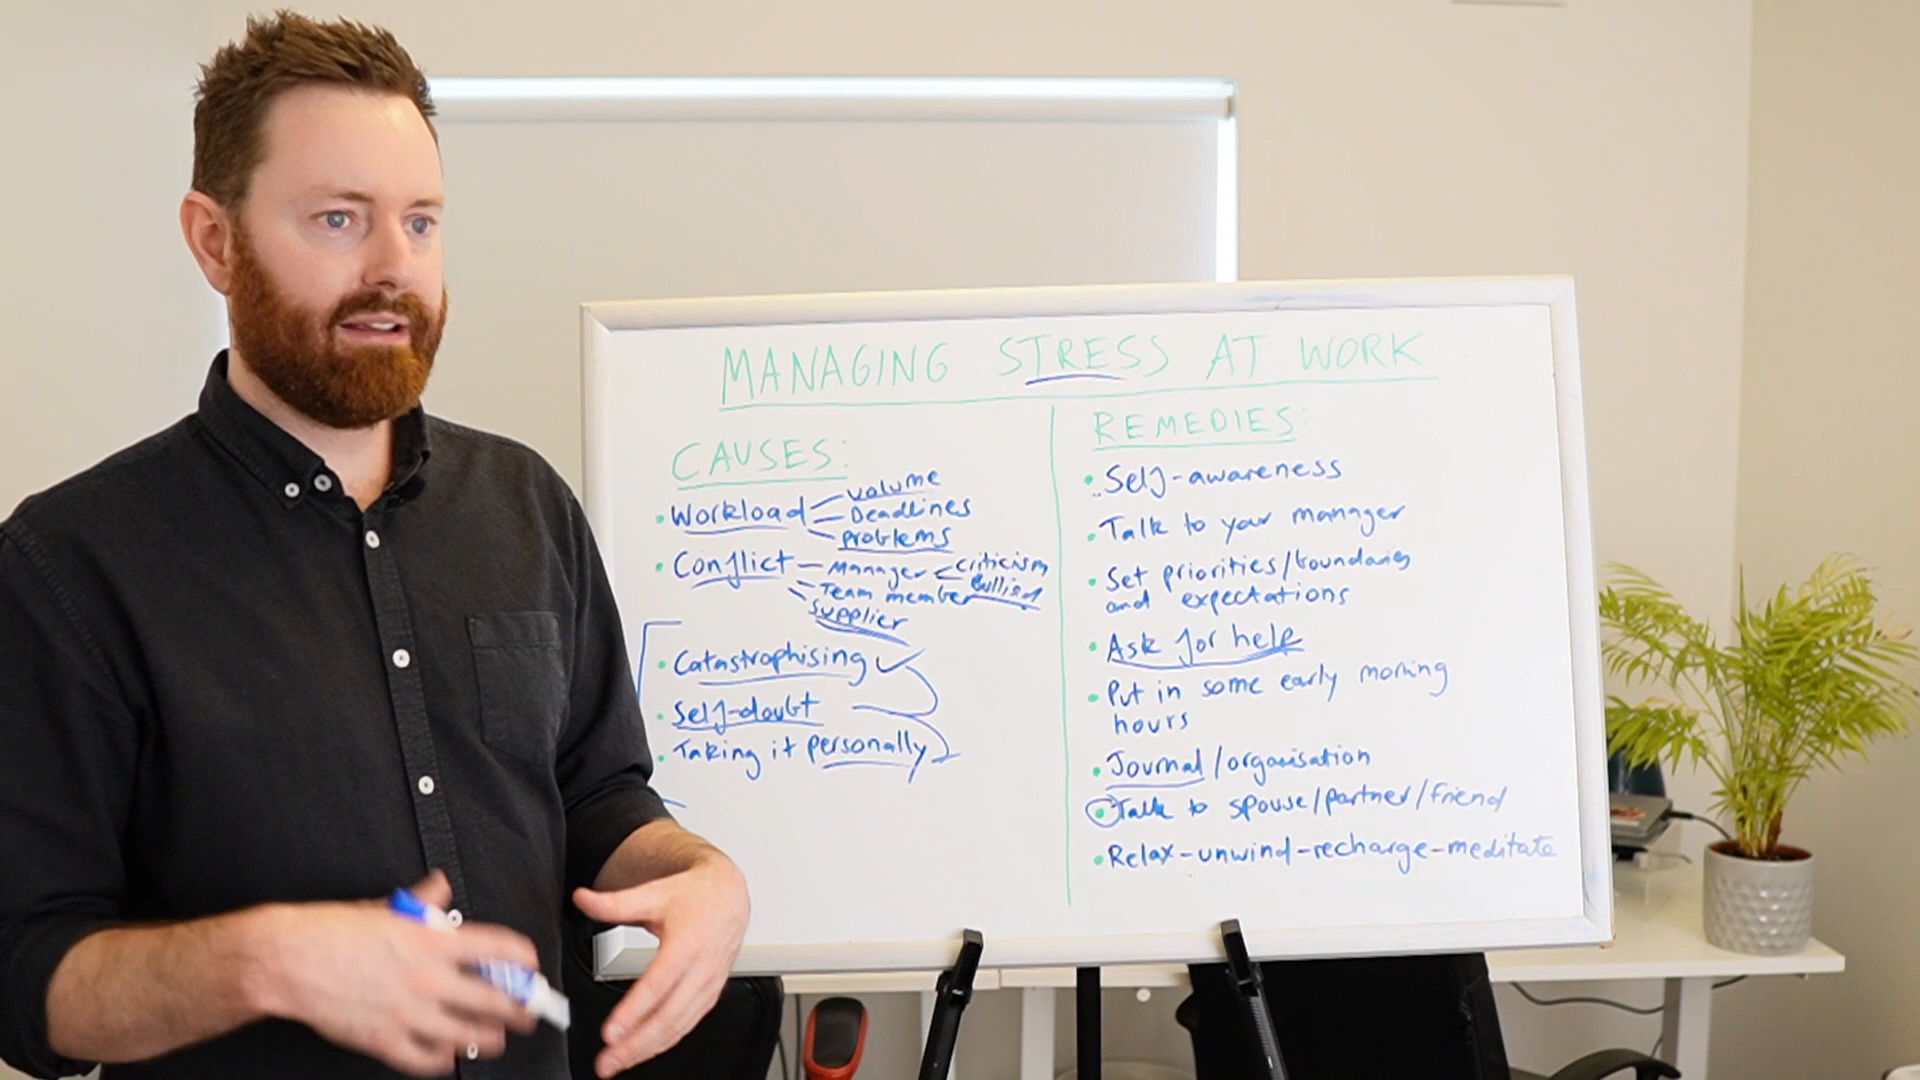 MANAGING STRESS AT WORK
CAUSES:
• Workload - volume
- Deadlines
- problems
• Conflict - Manager < criticism
Bullied
- Team member
- supplier
• Catastrophising ✓
• Self-doubt
• Taking it personally
REMEDIES:
• Self-awareness
• Talk to your manager
• Set priorities/boundaries
and expectations
• Ask for help
• Put in some early morning
hours
• Journal/organisation
• Talk to spouse/partner/friend
• Relax-unwind-recharge-meditate